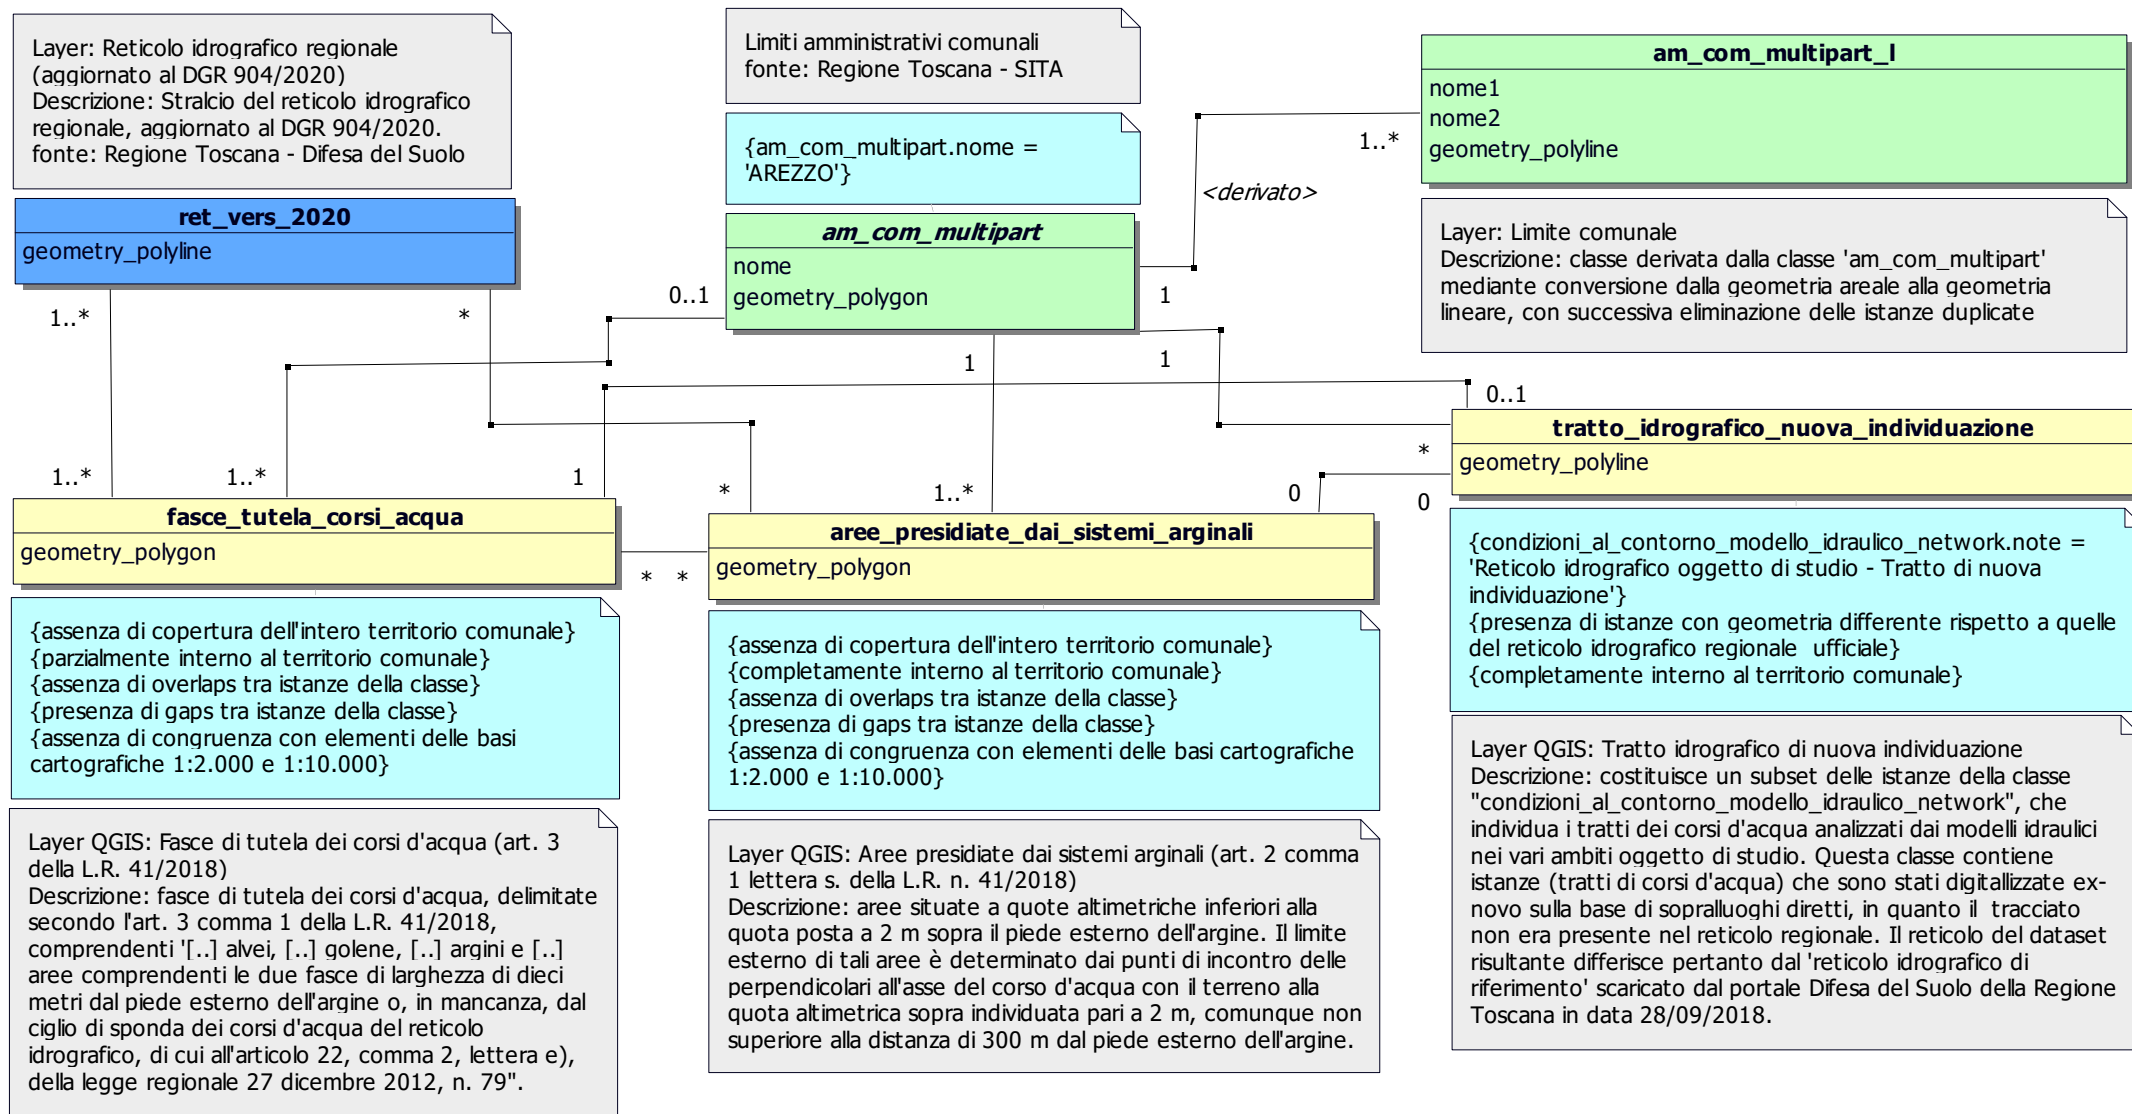 Layer: Reticolo idrografico regionale
(aggiornato al DGR 904/2020)
Descrizione: Stralcio del reticolo idrografico
regionale, aggiornato al DGR 904/2020.
fonte: Regione Toscana - Difesa del Suolo
Limiti amministrativi comunali
fonte: Regione Toscana - SITA
{am_com_multipart.nome =
'AREZZO'}
am_com_multipart_l
nome1
nome2
geometry_polyline
1..*
<derivato>
Layer: Limite comunale
Descrizione: classe derivata dalla classe 'am_com_multipart'
mediante conversione dalla geometria areale alla geometria
lineare, con successiva eliminazione delle istanze duplicate
ret_vers_2020
geometry_polyline
am_com_multipart
nome
geometry_polygon
1..*
*
0..1
1
1
1
0..1
1..*
1..*
1
*
1..*
0
*
0
fasce_tutela_corsi_acqua
geometry_polygon
* *
aree_presidiate_dai_sistemi_arginali
geometry_polygon
tratto_idrografico_nuova_individuazione
geometry_polyline
{assenza di copertura dell'intero territorio comunale}
{parzialmente interno al territorio comunale}
{assenza di overlaps tra istanze della classe}
{presenza di gaps tra istanze della classe}
{assenza di congruenza con elementi delle basi
cartografiche 1:2.000 e 1:10.000}
{assenza di copertura dell'intero territorio comunale}
{completamente interno al territorio comunale}
{assenza di overlaps tra istanze della classe}
{presenza di gaps tra istanze della classe}
{assenza di congruenza con elementi delle basi cartografiche
1:2.000 e 1:10.000}
{condizioni_al_contorno_modello_idraulico_network.note =
'Reticolo idrografico oggetto di studio - Tratto di nuova
individuazione'}
{presenza di istanze con geometria differente rispetto a quelle
del reticolo idrografico regionale  ufficiale}
{completamente interno al territorio comunale}
Layer QGIS: Fasce di tutela dei corsi d'acqua (art. 3
della L.R. 41/2018)
Descrizione: fasce di tutela dei corsi d'acqua, delimitate
secondo l'art. 3 comma 1 della L.R. 41/2018,
comprendenti '[..] alvei, [..] golene, [..] argini e [..]
aree comprendenti le due fasce di larghezza di dieci
metri dal piede esterno dell'argine o, in mancanza, dal
ciglio di sponda dei corsi d'acqua del reticolo
idrografico, di cui all'articolo 22, comma 2, lettera e),
della legge regionale 27 dicembre 2012, n. 79".
Layer QGIS: Aree presidiate dai sistemi arginali (art. 2 comma
1 lettera s. della L.R. n. 41/2018)
Descrizione: aree situate a quote altimetriche inferiori alla
quota posta a 2 m sopra il piede esterno dell'argine. Il limite
esterno di tali aree è determinato dai punti di incontro delle
perpendicolari all'asse del corso d'acqua con il terreno alla
quota altimetrica sopra individuata pari a 2 m, comunque non
superiore alla distanza di 300 m dal piede esterno dell'argine.
Layer QGIS: Tratto idrografico di nuova individuazione
Descrizione: costituisce un subset delle istanze della classe
"condizioni_al_contorno_modello_idraulico_network", che
individua i tratti dei corsi d'acqua analizzati dai modelli idraulici
nei vari ambiti oggetto di studio. Questa classe contiene
istanze (tratti di corsi d'acqua) che sono stati digitallizzate ex-
novo sulla base di sopralluoghi diretti, in quanto il  tracciato
non era presente nel reticolo regionale. Il reticolo del dataset
risultante differisce pertanto dal 'reticolo idrografico di
riferimento' scaricato dal portale Difesa del Suolo della Regione
Toscana in data 28/09/2018.